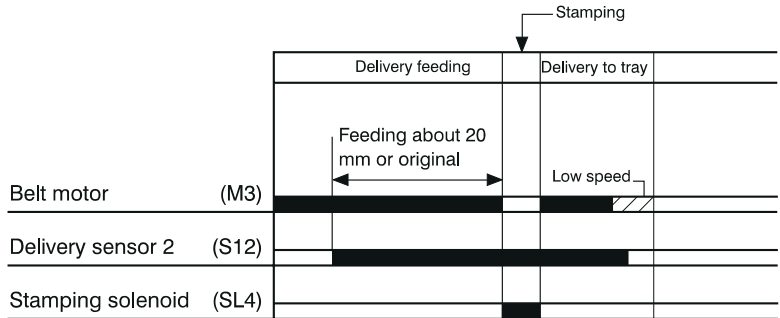 Stamping
Delivery feeding
Delivery to tray
Feeding about 20
mm or original
Low speed
Belt motor (M3)
Delivery sensor 2 (S12)
Stamping solenoid (SL4)